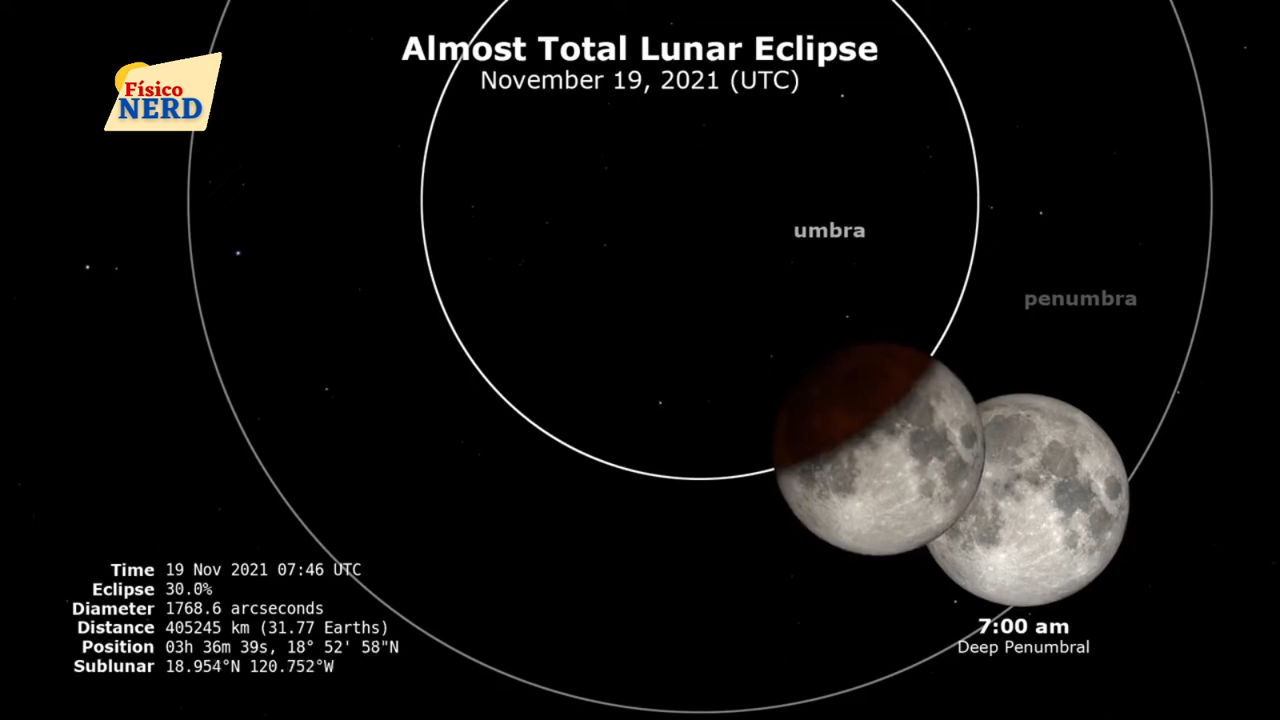 Almost Total Lunar Eclipse
November 19, 2021 (UTC)
Físico
NERD
umbra
penumbra
Time 19 Nov 2021 07:46 UTC
Eclipse 30.0%
Diameter 1768.6 arcseconds
Distance 405245 km (31.77 Earths)
Position 03h 36m 39s, 18° 52' 58"N
Sublunar 18.954°N 120.752°W
7:00 am
Deep Penumbral